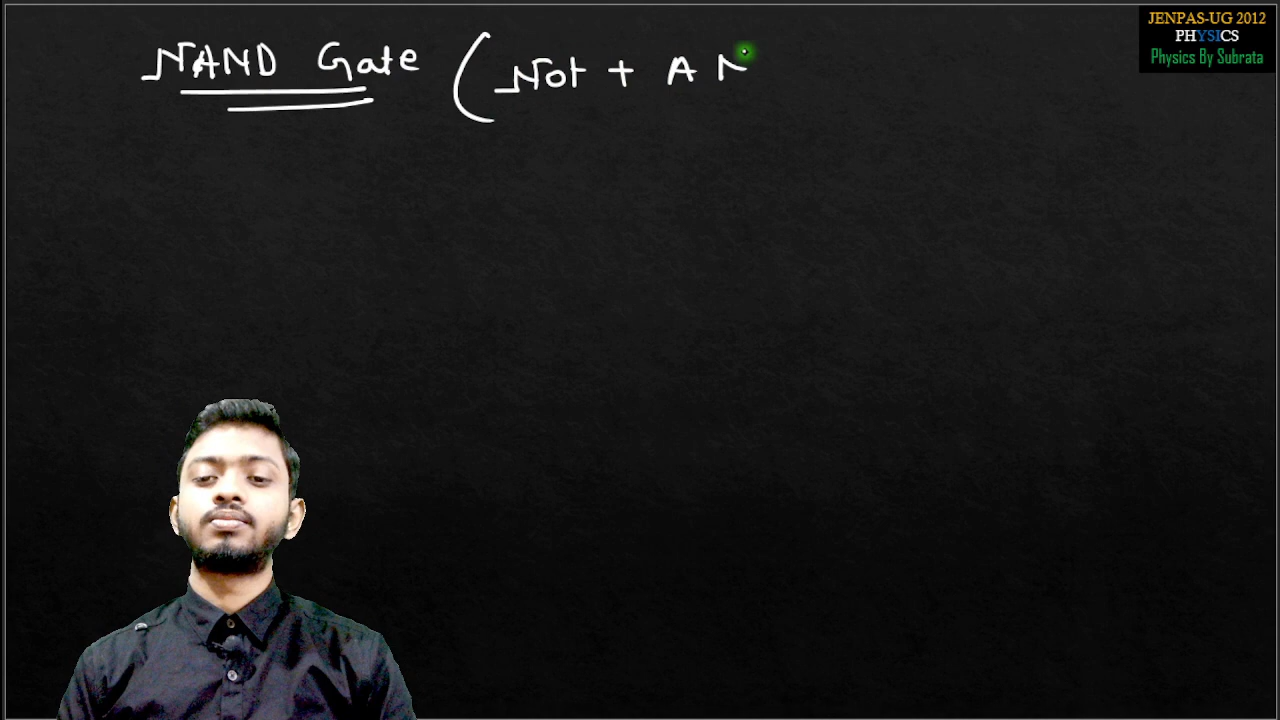 NAND Gate (Not + A N
JENPAS-UG 2012
PHYSICS
Physics By Subrata